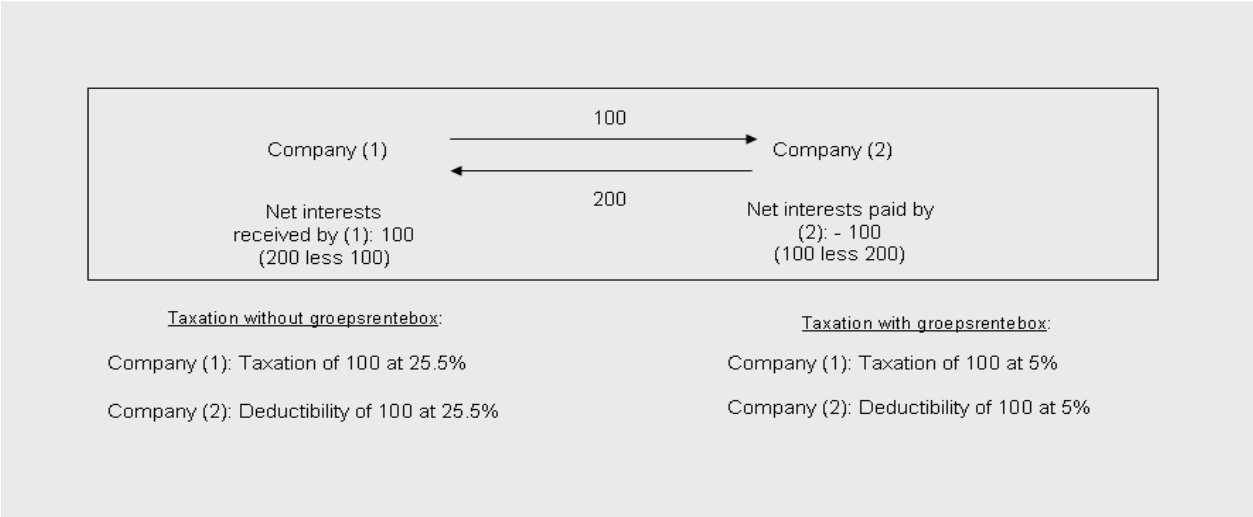 100
Company (1)
Company (2)
200
Net interests
received by (1): 100
(200 less 100)
Net interests paid by
(2): - 100
(100 less 200)
Taxation without groepsrentebox:
Company (1): Taxation of 100 at 25.5%
Company (2): Deductibility of 100 at 25.5%
Taxation with groepsrentebox:
Company (1): Taxation of 100 at 5%
Company (2): Deductibility of 100 at 5%